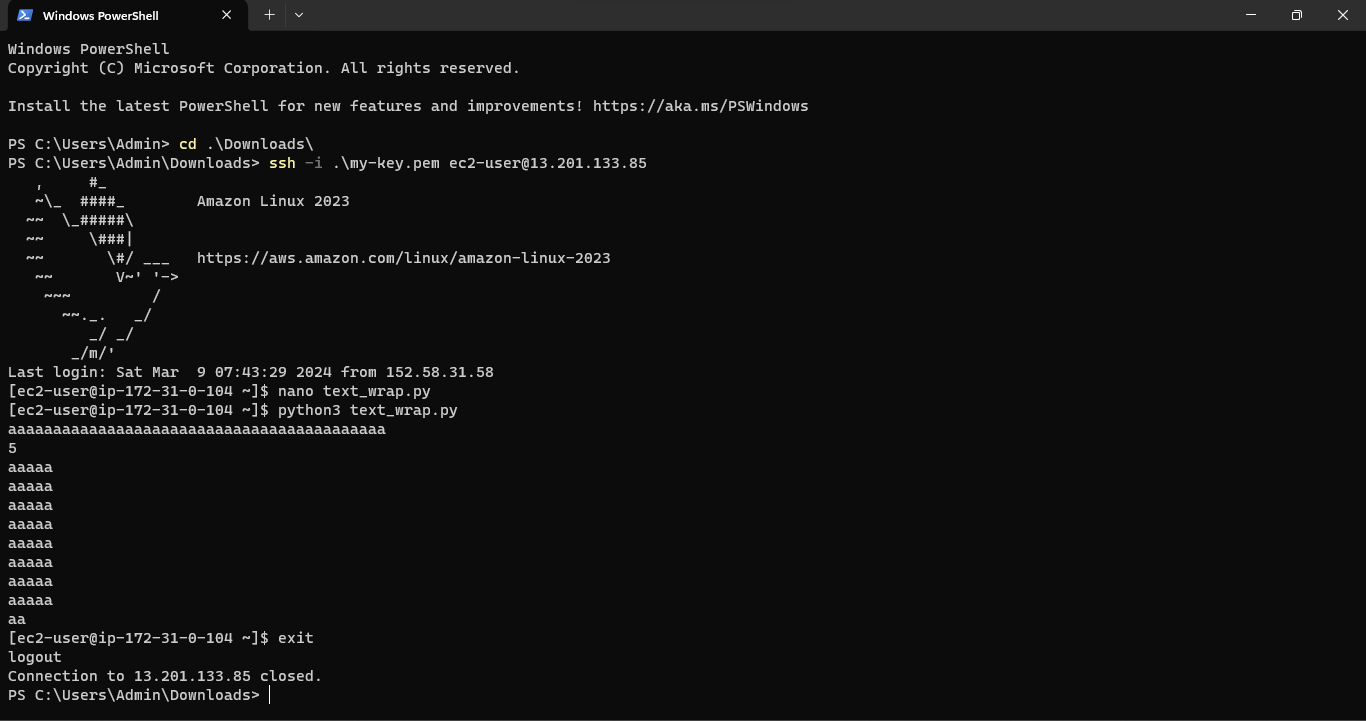 Windows PowerShell
Windows PowerShell
Copyright (C) Microsoft Corporation. All rights reserved.

Install the latest PowerShell for new features and improvements! https://aka.ms/PSWindows

PS C:\Users\Admin> cd .\Downloads\
PS C:\Users\Admin\Downloads> ssh -i .\my-key.pem ec2-user@13.201.133.85
   ,     #_
   ~\_  ####_        Amazon Linux 2023
  ~~  \_#####\
  ~~     \###|
  ~~       \#/ ___   https://aws.amazon.com/linux/amazon-linux-2023
   ~~       V~' '->
    ~~~         /
      ~~._.   _/
         _/ _/
       _/m/'
Last login: Sat Mar  9 07:43:29 2024 from 152.58.31.58
[ec2-user@ip-172-31-0-104 ~]$ nano text_wrap.py
[ec2-user@ip-172-31-0-104 ~]$ python3 text_wrap.py
aaaaaaaaaaaaaaaaaaaaaaaaaaaaaaaaaaaaaaaaaa
5
aaaaa
aaaaa
aaaaa
aaaaa
aaaaa
aaaaa
aaaaa
aaaaa
aa
[ec2-user@ip-172-31-0-104 ~]$ exit
logout
Connection to 13.201.133.85 closed.
PS C:\Users\Admin\Downloads>